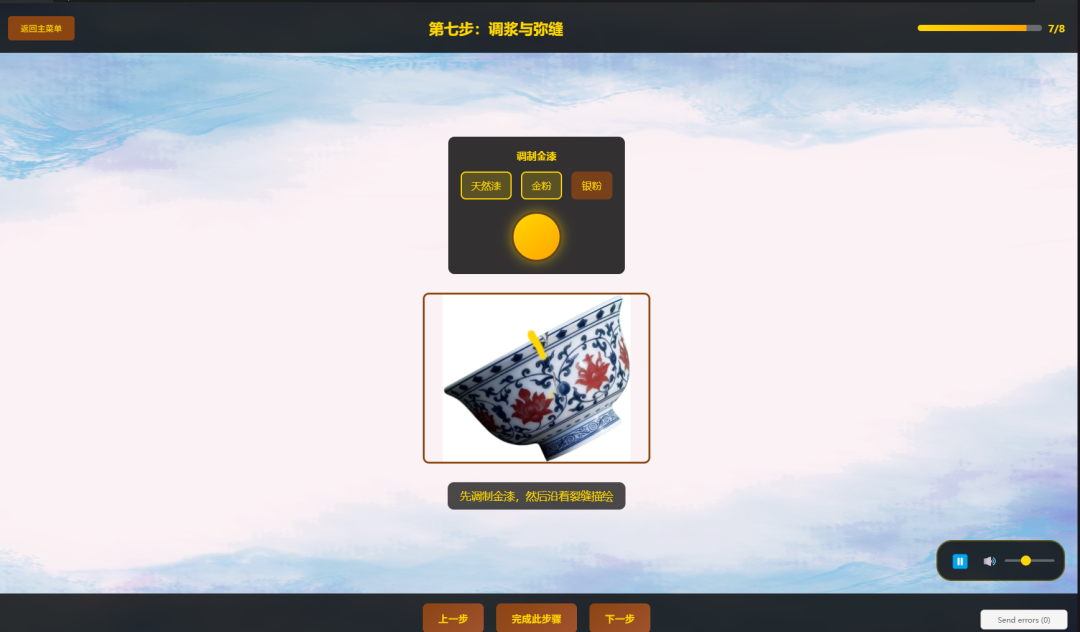 返回主菜单
第七步：调浆与弥缝
7/8
调制金漆
天然漆
金粉
银粉
先调制金漆，然后沿着裂缝描绘
上一步
完成此步骤
下一步
Send errors (0)